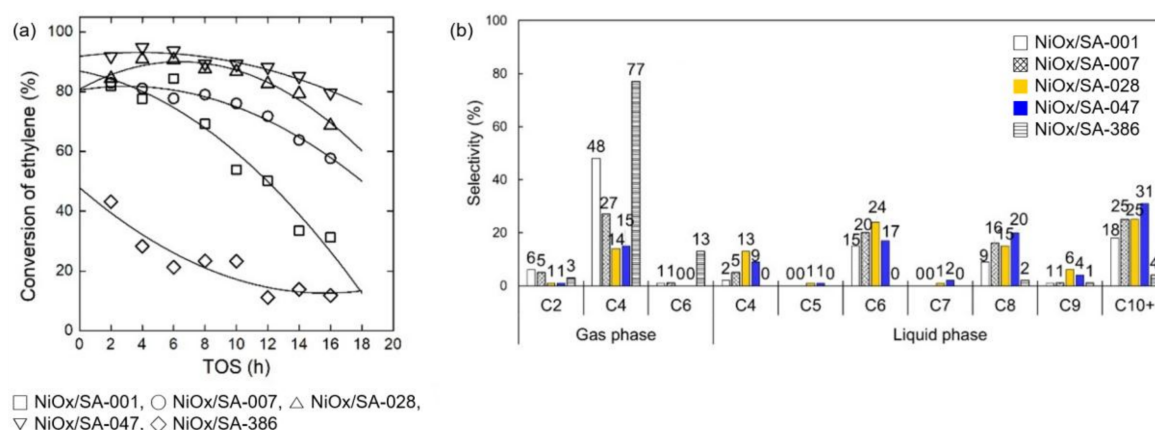 (a)
Conversion of ethylene (%)
100
80
60
40
20
0
0 2 4 6 8 10 12 14 16 18 20
TOS (h)
□ NiOx/SA-001, ○ NiOx/SA-007, △ NiOx/SA-028,
▽ NiOx/SA-047, ◇ NiOx/SA-386
(b)
Selectivity (%)
80
60
40
20
0
NiOx/SA-001
NiOx/SA-007
NiOx/SA-028
NiOx/SA-047
NiOx/SA-386
6 5 1 1 3
48 27 14 15 77
1 1 0 0 13
2 5 13 9 0
0 0 1 1 0
15 20 24 17 0
0 0 1 2 0
9 16 15 20 2
1 1 6 4 1
18 25 25 31 4
C2 C4 C6 C4 C5 C6 C7 C8 C9 C10+
Gas phase Liquid phase